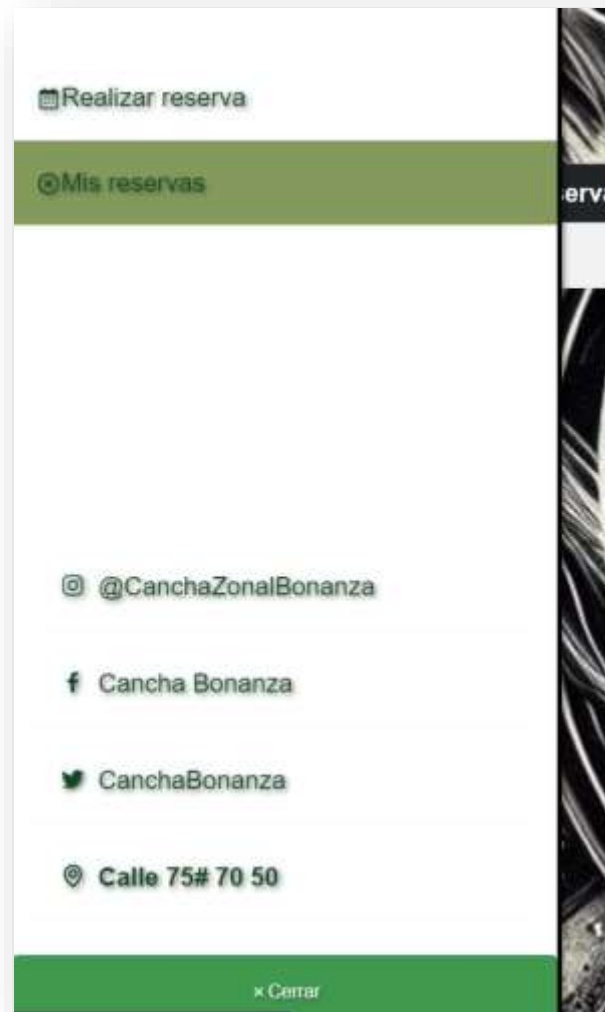 Realizar reserva
Mis reservas
@CanchaZonalBonanza
Cancha Bonanza
CanchaBonanza
Calle 75# 70 50
× Cerrar